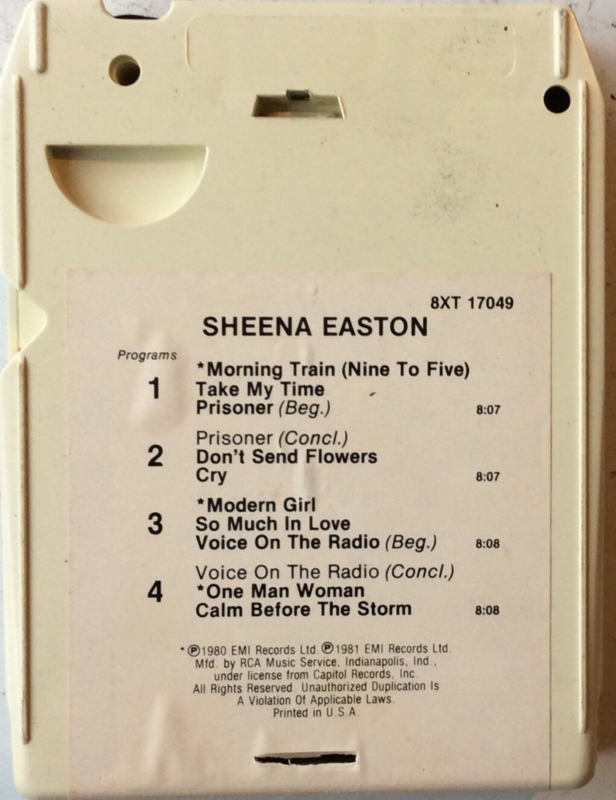 8XT 17049
SHEENA EASTON
Programs
1
*Morning Train (Nine To Five)
Take My Time
Prisoner (Beg.) 8:07
2
Prisoner (Concl.)
Don't Send Flowers
Cry 8:07
3
*Modern Girl
So Much In Love
Voice On The Radio (Beg.) 8:08
4
Voice On The Radio (Concl.)
*One Man Woman
Calm Before The Storm 8:08
*℗1980 EMI Records Ltd. ℗1981 EMI Records Ltd.
Mfd. by RCA Music Service, Indianapolis, Ind.,
under license from Capitol Records, Inc.
All Rights Reserved. Unauthorized Duplication Is
A Violation Of Applicable Laws.
Printed in U.S.A.